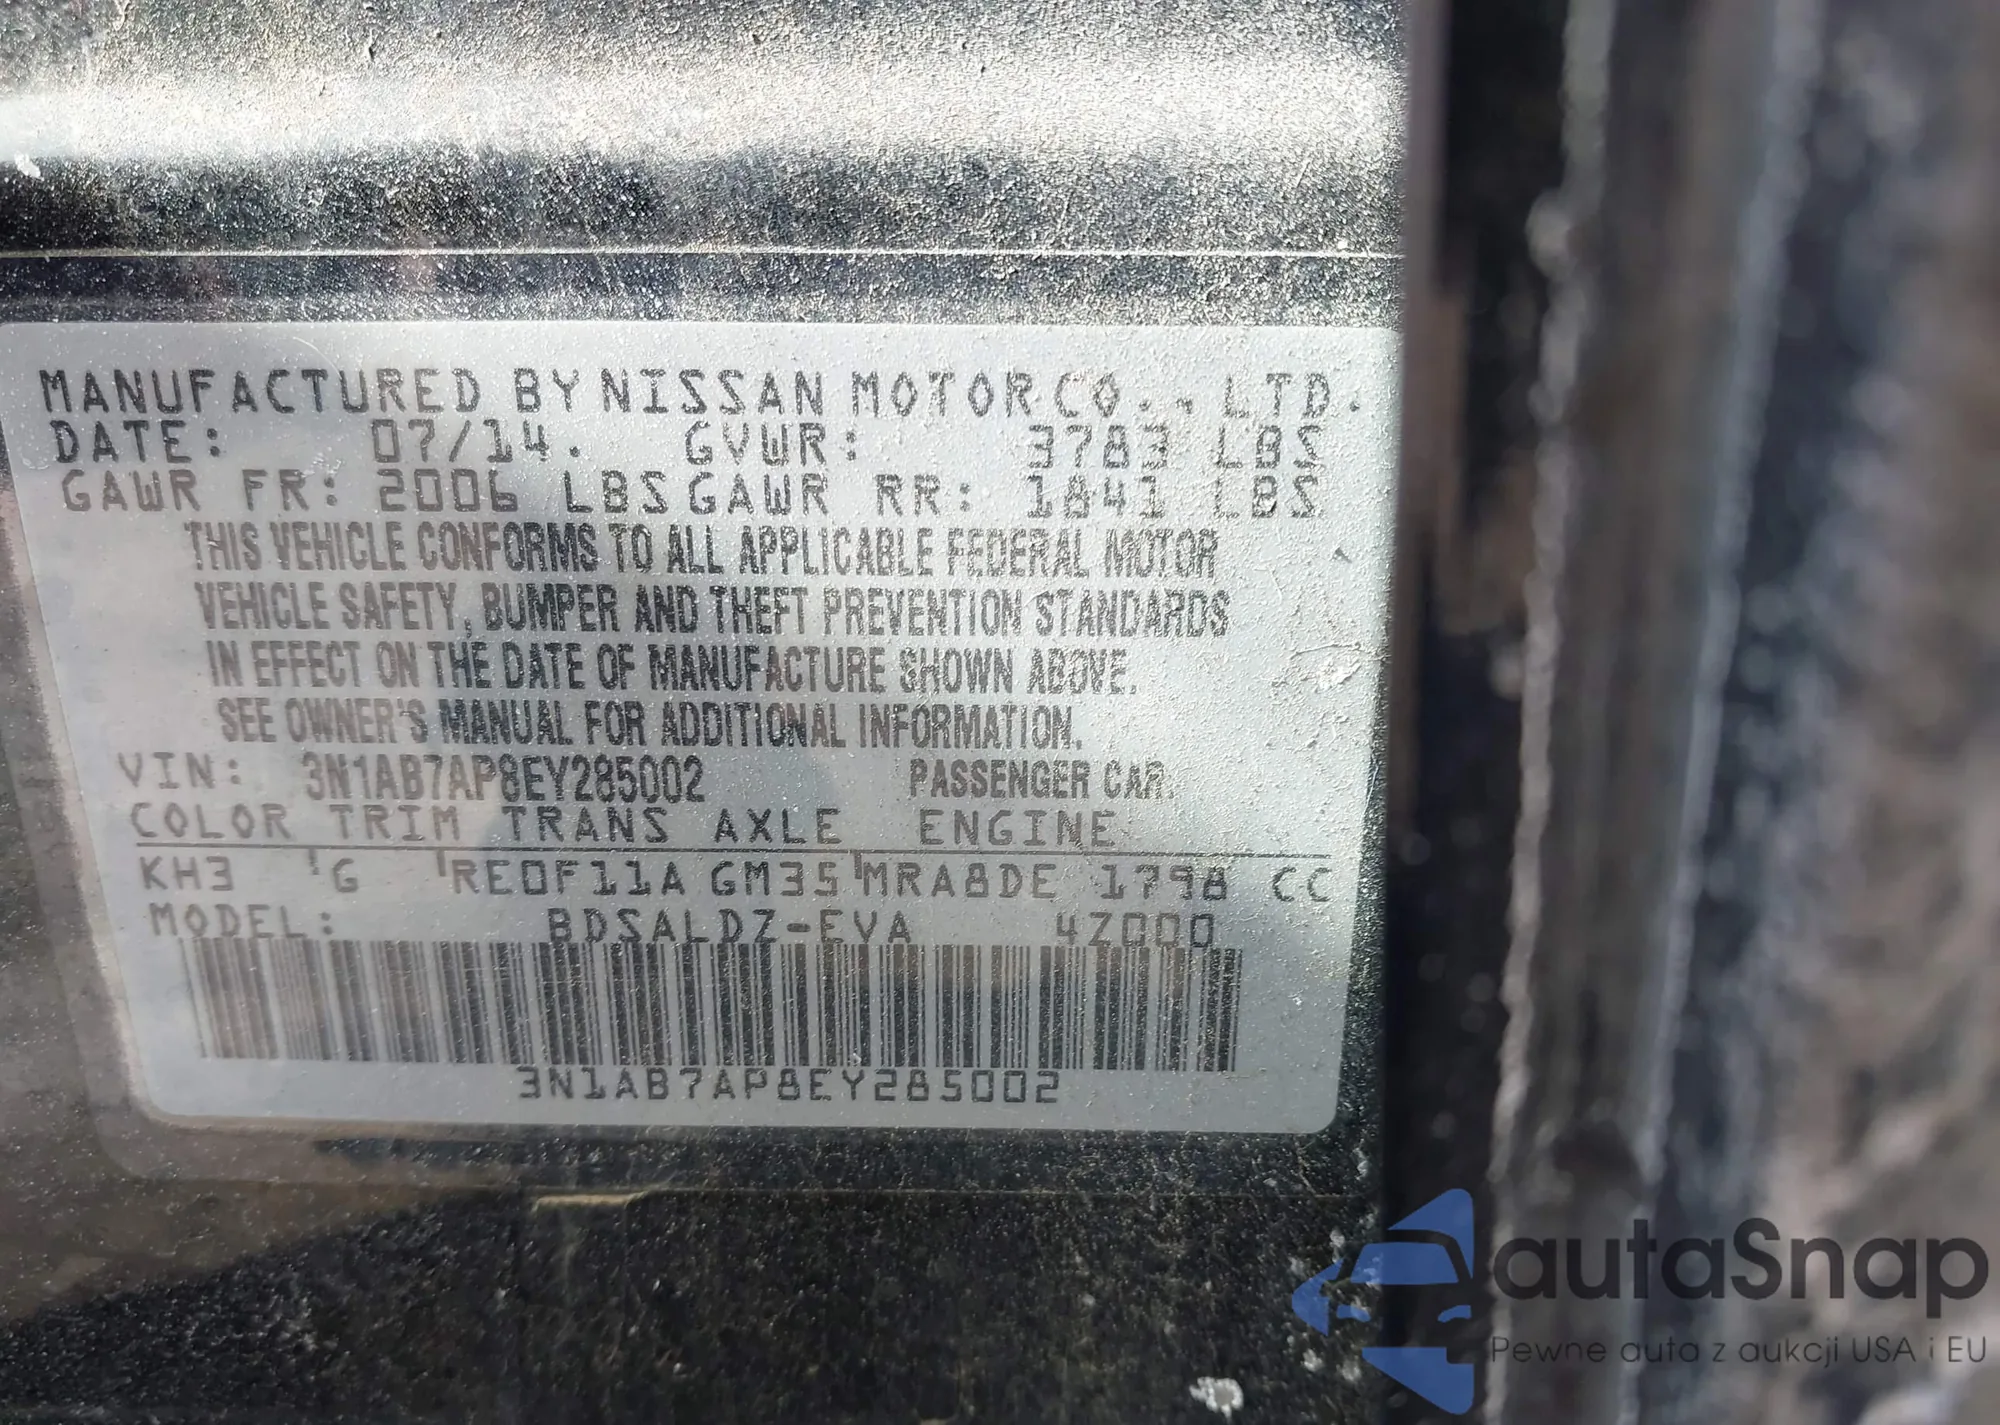 MANUFACTURED BY NISSAN MOTOR CO., LTD.
DATE: 07/14. GVWR: 3783 LBS
GAWR FR: 2006 LBS GAWR RR: 1841 LBS
THIS VEHICLE CONFORMS TO ALL APPLICABLE FEDERAL MOTOR
VEHICLE SAFETY, BUMPER AND THEFT PREVENTION STANDARDS
IN EFFECT ON THE DATE OF MANUFACTURE SHOWN ABOVE.
SEE OWNER'S MANUAL FOR ADDITIONAL INFORMATION.
VIN: 3N1AB7AP8EY285002 PASSENGER CAR.
COLOR TRIM TRANS AXLE ENGINE
KH3 G RE0F11A GM35 MRA8DE 1798 CC
MODEL: BDSALDZ-EVA 4Z000
3N1AB7AP8EY285002
autaSnap
Pewne auta z aukcji USA i EU